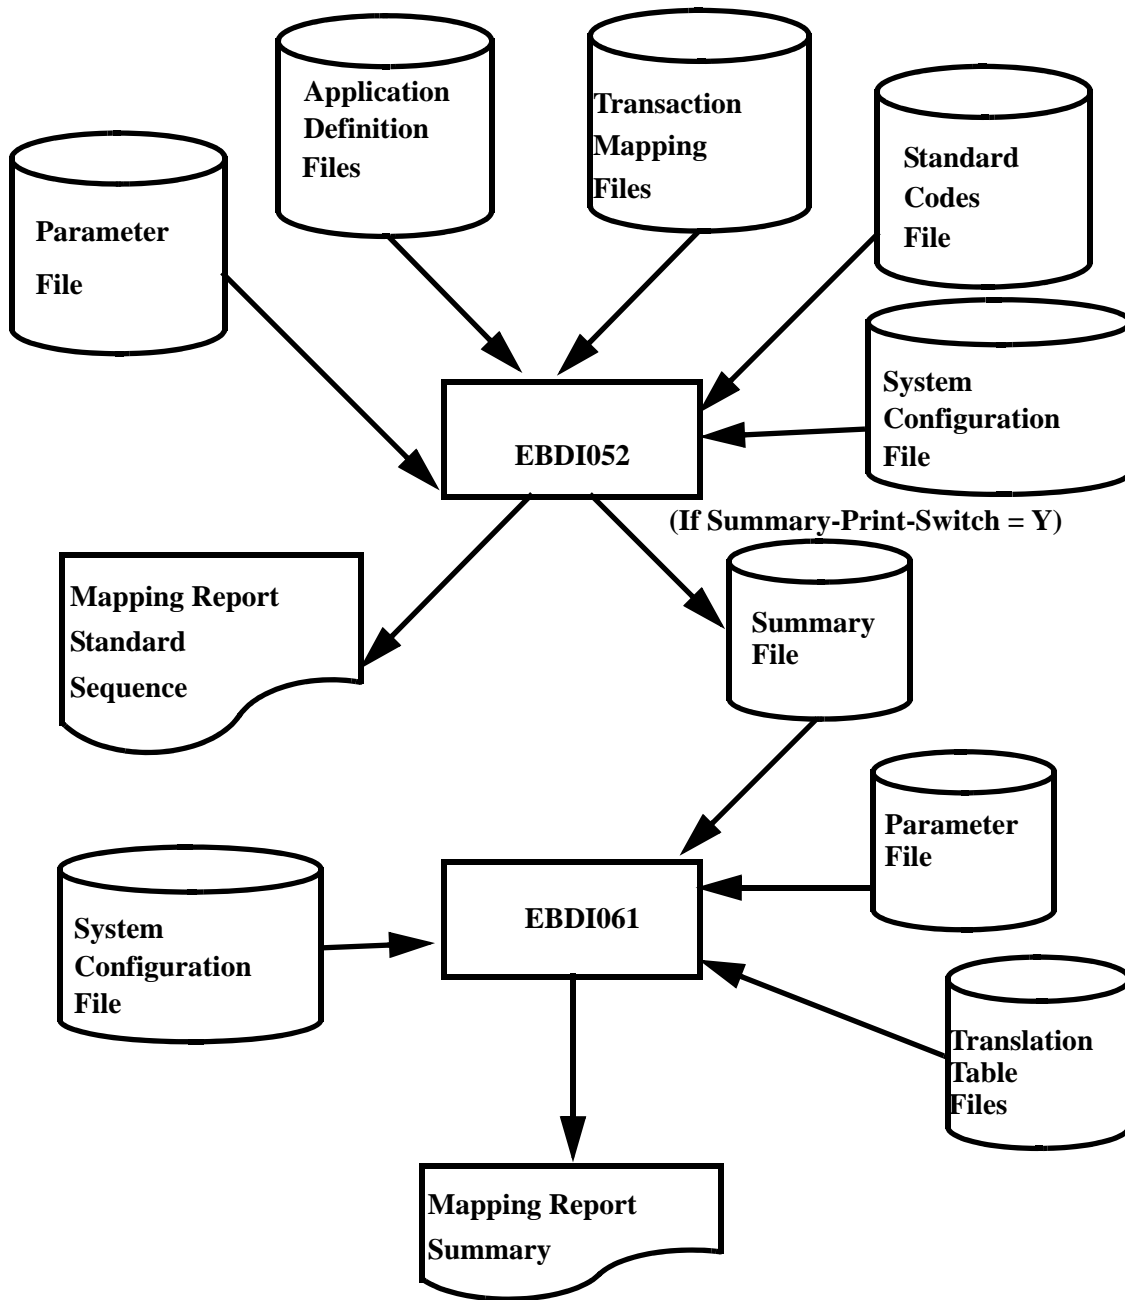 Application
Definition
Files
Transaction
Mapping
Files
Standard
Codes
File
Parameter
File
System
Configuration
File
EBDI052
(If Summary-Print-Switch = Y)
Mapping Report
Standard
Sequence
Summary
File
Parameter
File
System
Configuration
File
EBDI061
Translation
Table
Files
Mapping Report
Summary